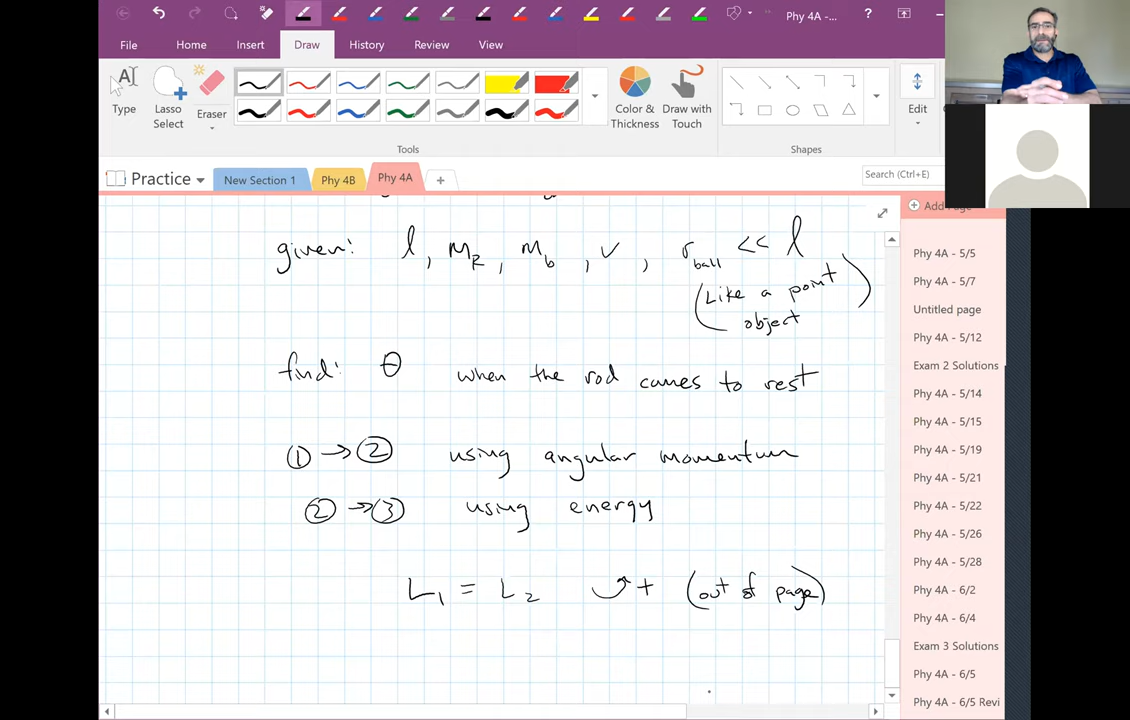 Phy 4A -...
?
File
Home
Insert
Draw
History
Review
View
Type
Lasso
Select
Eraser
Color &
Thickness
Draw with
Touch
Edit
Tools
Shapes
Practice
New Section 1
Phy 4B
Phy 4A
Search (Ctrl+E)
given: l, m_R, m_b, v, r_ball << l
(Like a point
object)
find: θ when the rod comes to rest
① → ② using angular momentum
② → ③ using energy
L_1 = L_2 + (out of page)
Add Page
Phy 4A - 5/5
Phy 4A - 5/7
Untitled page
Phy 4A - 5/12
Exam 2 Solutions
Phy 4A - 5/14
Phy 4A - 5/15
Phy 4A - 5/19
Phy 4A - 5/21
Phy 4A - 5/22
Phy 4A - 5/26
Phy 4A - 5/28
Phy 4A - 6/2
Phy 4A - 6/4
Exam 3 Solutions
Phy 4A - 6/5
Phy 4A - 6/5 Revi